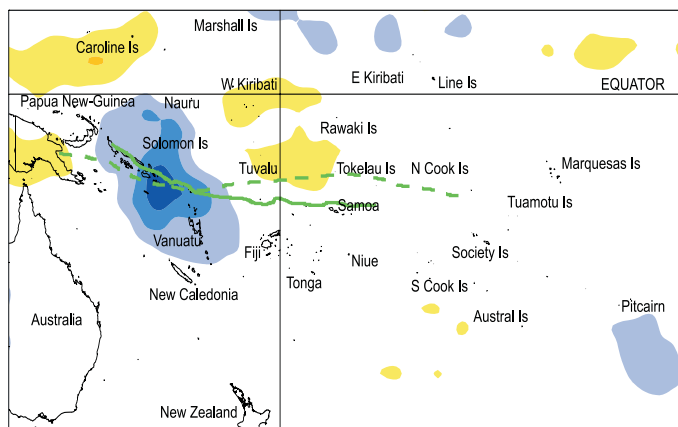 Marshall Is
Caroline Is
E Kiribati
W Kiribati
Line Is
EQUATOR
Papua New-Guinea
Nauru
Rawaki Is
Solomon Is
Tuvalu
Tokelau Is
N Cook Is
Marquesas Is
Samoa
Tuamotu Is
Vanuatu
Fiji
Society Is
Niue
Tonga
S Cook Is
New Caledonia
Pitcairn
Australia
Austral Is
New Zealand